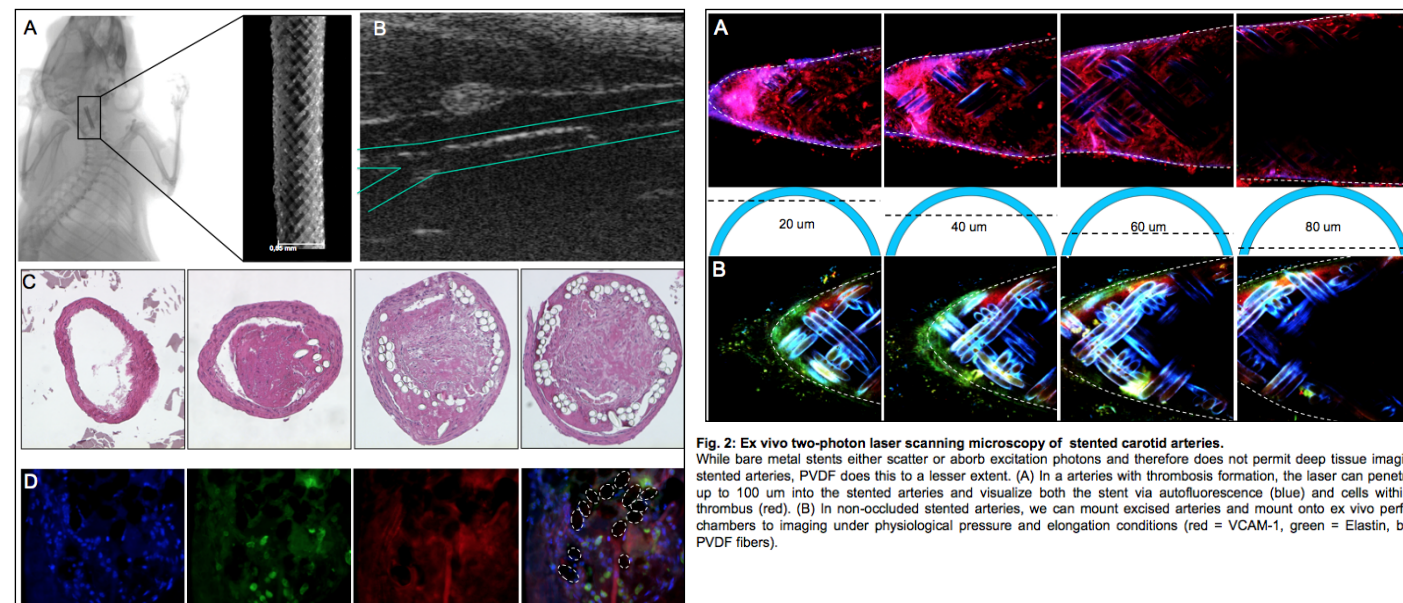 A
B
0,85 mm
C
D
A
20 um
40 um
60 um
80 um
B
Fig. 2: Ex vivo two-photon laser scanning microscopy of stented carotid arteries.
While bare metal stents either scatter or aborb excitation photons and therefore does not permit deep tissue imagi
stented arteries, PVDF does this to a lesser extent. (A) In a arteries with thrombosis formation, the laser can penetr
up to 100 um into the stented arteries and visualize both the stent via autofluorescence (blue) and cells within
thrombus (red). (B) In non-occluded stented arteries, we can mount excised arteries and mount onto ex vivo perf
chambers to imaging under physiological pressure and elongation conditions (red = VCAM-1, green = Elastin, b
PVDF fibers).